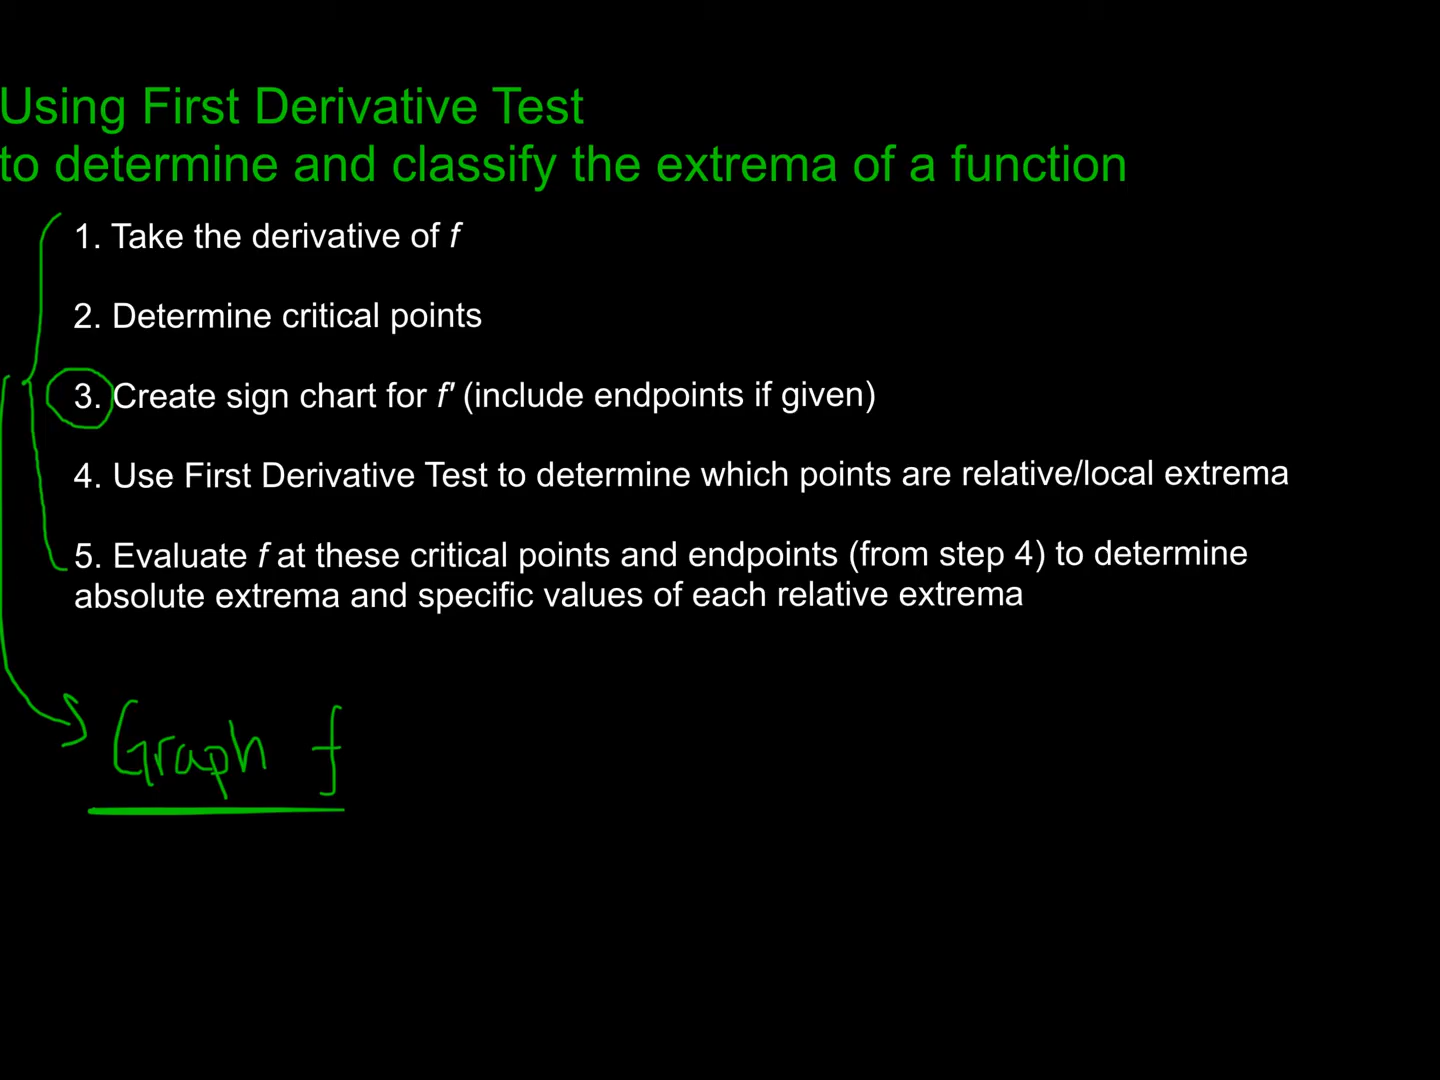 Using First Derivative Test
to determine and classify the extrema of a function
1. Take the derivative of f
2. Determine critical points
3. Create sign chart for f' (include endpoints if given)
4. Use First Derivative Test to determine which points are relative/local extrema
5. Evaluate f at these critical points and endpoints (from step 4) to determine
absolute extrema and specific values of each relative extrema
Graph f